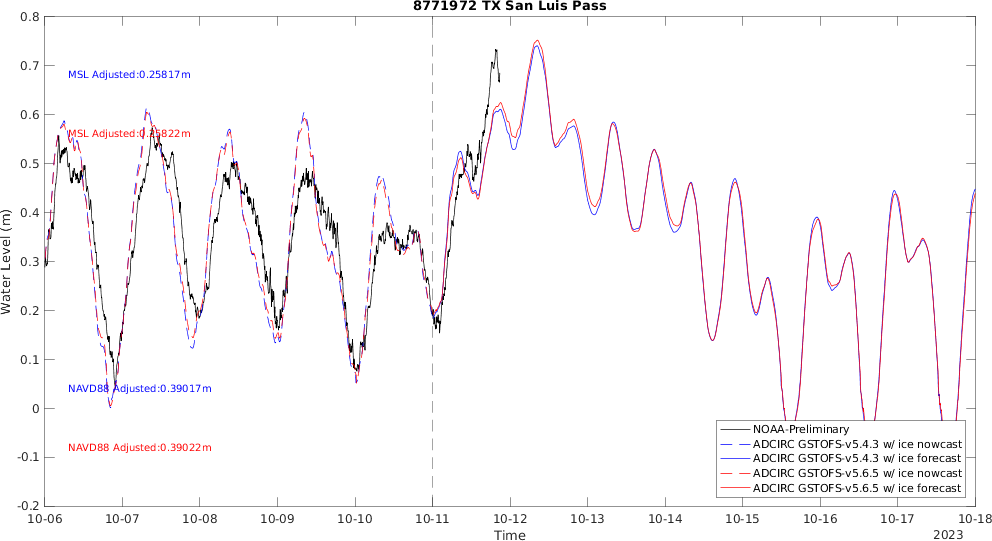 8771972 TX San Luis Pass
0.8
0.7
0.6
0.5
0.4
0.3
0.2
0.1
0
-0.1
-0.2
Water Level (m)
MSL Adjusted:0.25817m
MSL Adjusted:0.25822m
NAVD88 Adjusted:0.39017m
NAVD88 Adjusted:0.39022m
NOAA-Preliminary
ADCIRC GSTOFS-v5.4.3 w/ ice nowcast
ADCIRC GSTOFS-v5.4.3 w/ ice forecast
ADCIRC GSTOFS-v5.6.5 w/ ice nowcast
ADCIRC GSTOFS-v5.6.5 w/ ice forecast
10-06 10-07 10-08 10-09 10-10 10-11 10-12 10-13 10-14 10-15 10-16 10-17 10-18
Time
2023